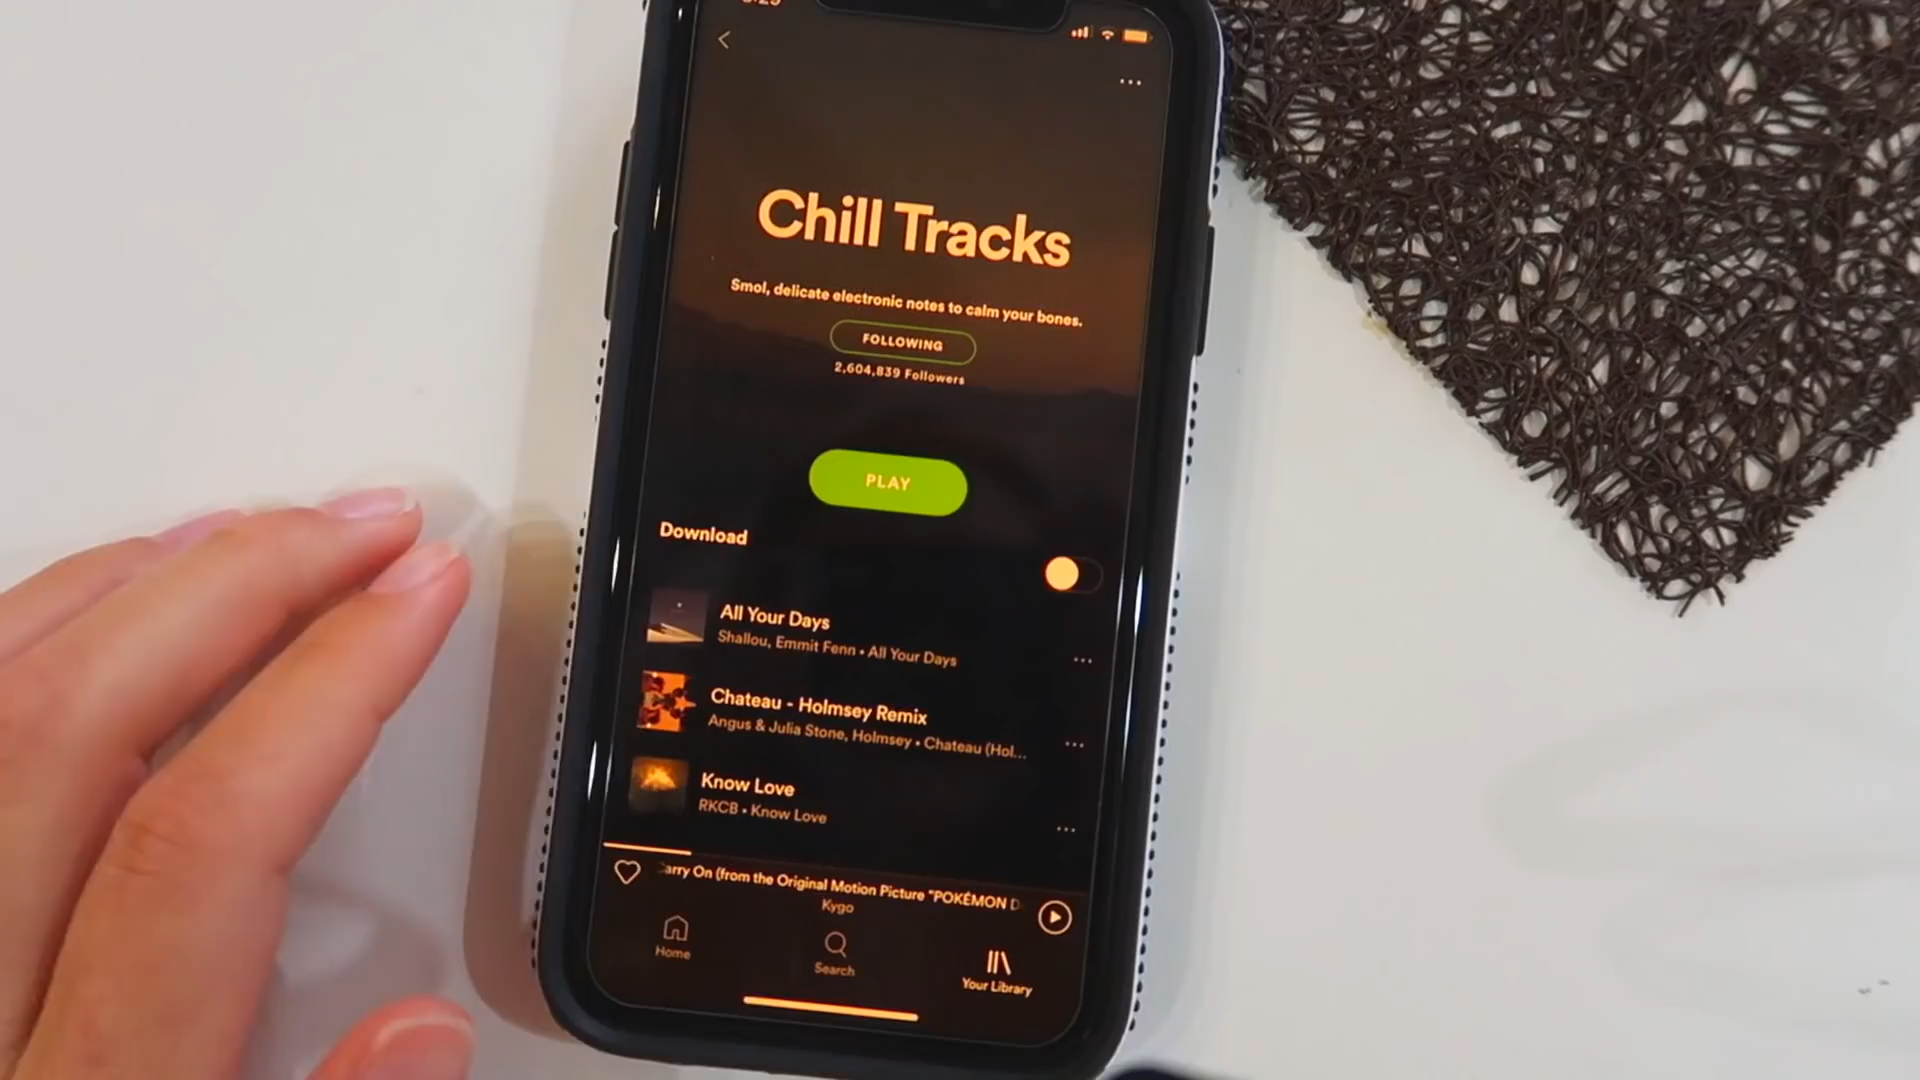 Chill Tracks
Smol, delicate electronic notes to calm your bones.
FOLLOWING
2,604,839 Followers
PLAY
Download
All Your Days
Shallou, Emmit Fenn • All Your Days
Chateau - Holmsey Remix
Angus & Julia Stone, Holmsey • Chateau (Hol...
Know Love
RKCB • Know Love
arry On (from the Original Motion Picture "POKÉMON D
Kygo
Home
Search
Your Library